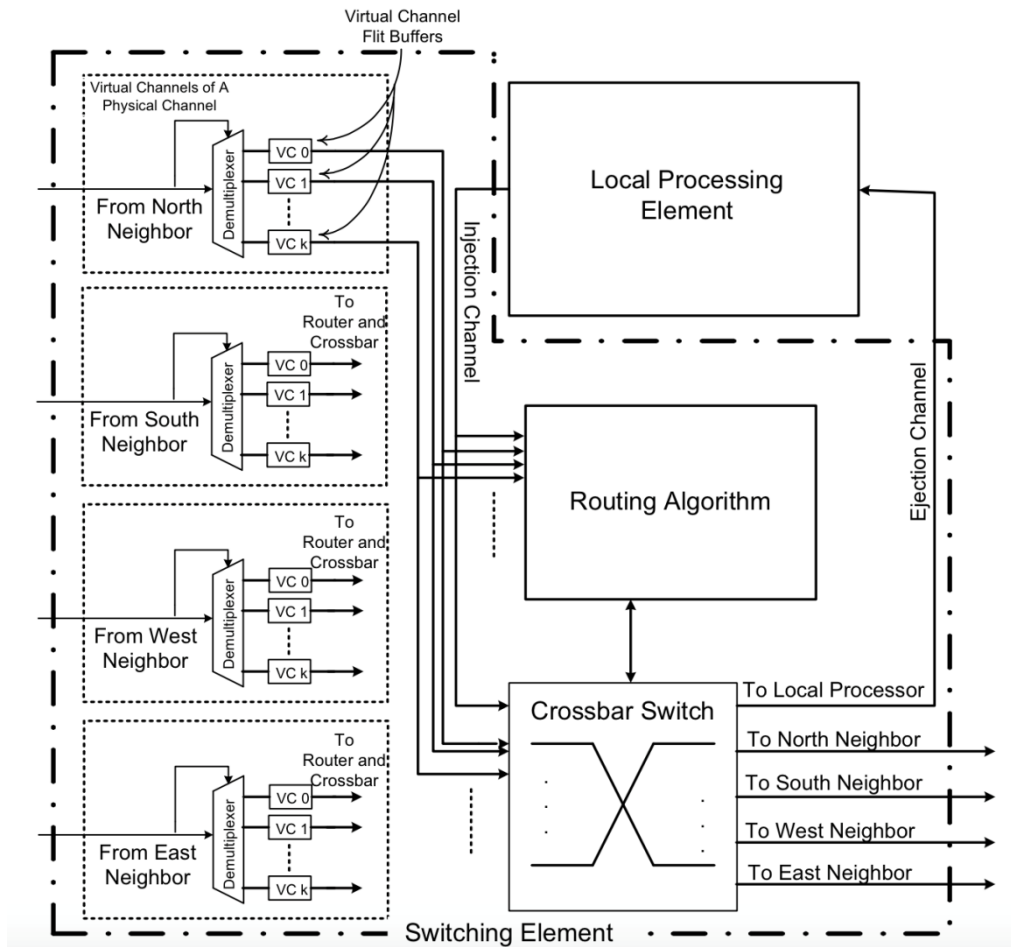 Virtual Channel
Flit Buffers
Virtual Channels of A
Physical Channel
Demultiplexer
VC 0
VC 1
VC k
From North
Neighbor
Injection Channel
Local Processing
Element
To
Router and
Crossbar
Demultiplexer
VC 0
VC 1
VC k
From South
Neighbor
Routing Algorithm
Ejection Channel
To
Router and
Crossbar
Demultiplexer
VC 0
VC 1
VC k
From West
Neighbor
To
Router and
Crossbar
Demultiplexer
VC 0
VC 1
VC k
From East
Neighbor
Crossbar Switch
To Local Processor
To North Neighbor
To South Neighbor
To West Neighbor
To East Neighbor
Switching Element